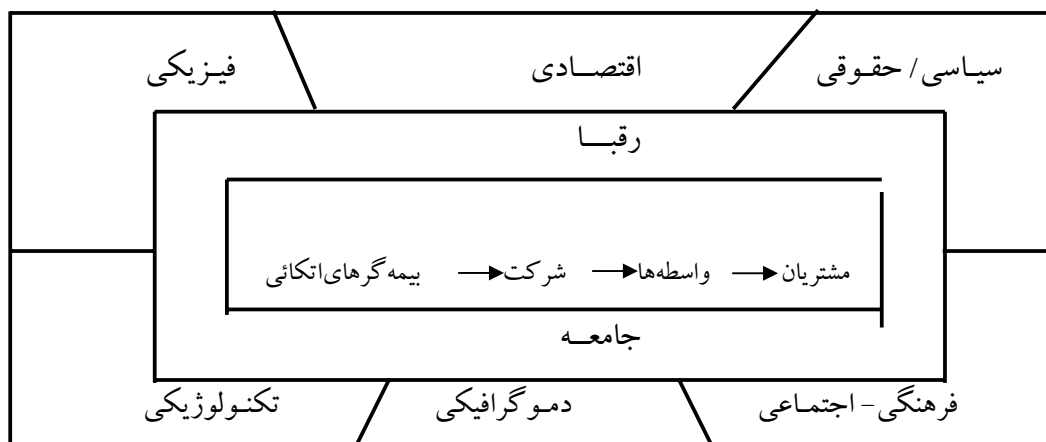 سیاسی / حقوقی اقتصادی فیزیکی
رقبا
مشتریان واسطه‌ها شرکت بیمه‌گرهای اتکائی
جامعه
فرهنگی - اجتماعی دموگرافیکی تکنولوژیکی